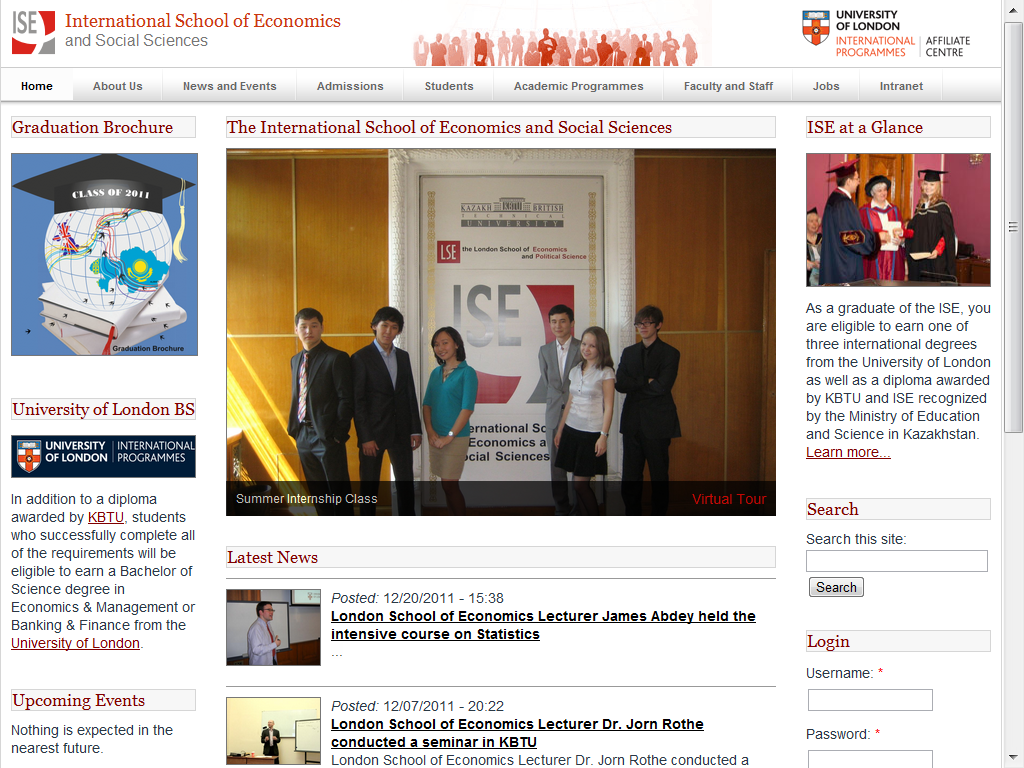 ISE International School of Economics
and Social Sciences
UNIVERSITY
OF LONDON
INTERNATIONAL
PROGRAMMES
AFFILIATE
CENTRE
Home About Us News and Events Admissions Students Academic Programmes Faculty and Staff Jobs Intranet
Graduation Brochure
CLASS OF 2011
Graduation Brochure
University of London BS
UNIVERSITY
OF LONDON
INTERNATIONAL
PROGRAMMES
In addition to a diploma
awarded by KBTU, students
who successfully complete all
of the requirements will be
eligible to earn a Bachelor of
Science degree in
Economics & Management or
Banking & Finance from the
University of London.
Upcoming Events
Nothing is expected in the
nearest future.
The International School of Economics and Social Sciences
KAZAKH BRITISH
TECHNICAL
UNIVERSITY
LSE the London School of Economics
and Political Science
ISE
ernational Sc
Economics a
ocial Sciences
Summer Internship Class
Virtual Tour
Latest News
Posted: 12/20/2011 - 15:38
London School of Economics Lecturer James Abdey held the
intensive course on Statistics
...
Posted: 12/07/2011 - 20:22
London School of Economics Lecturer Dr. Jorn Rothe
conducted a seminar in KBTU
London School of Economics Lecturer Dr. Jorn Rothe conducted a
ISE at a Glance
As a graduate of the ISE, you
are eligible to earn one of
three international degrees
from the University of London
as well as a diploma awarded
by KBTU and ISE recognized
by the Ministry of Education
and Science in Kazakhstan.
Learn more...
Search
Search this site:
Search
Login
Username: *
Password: *